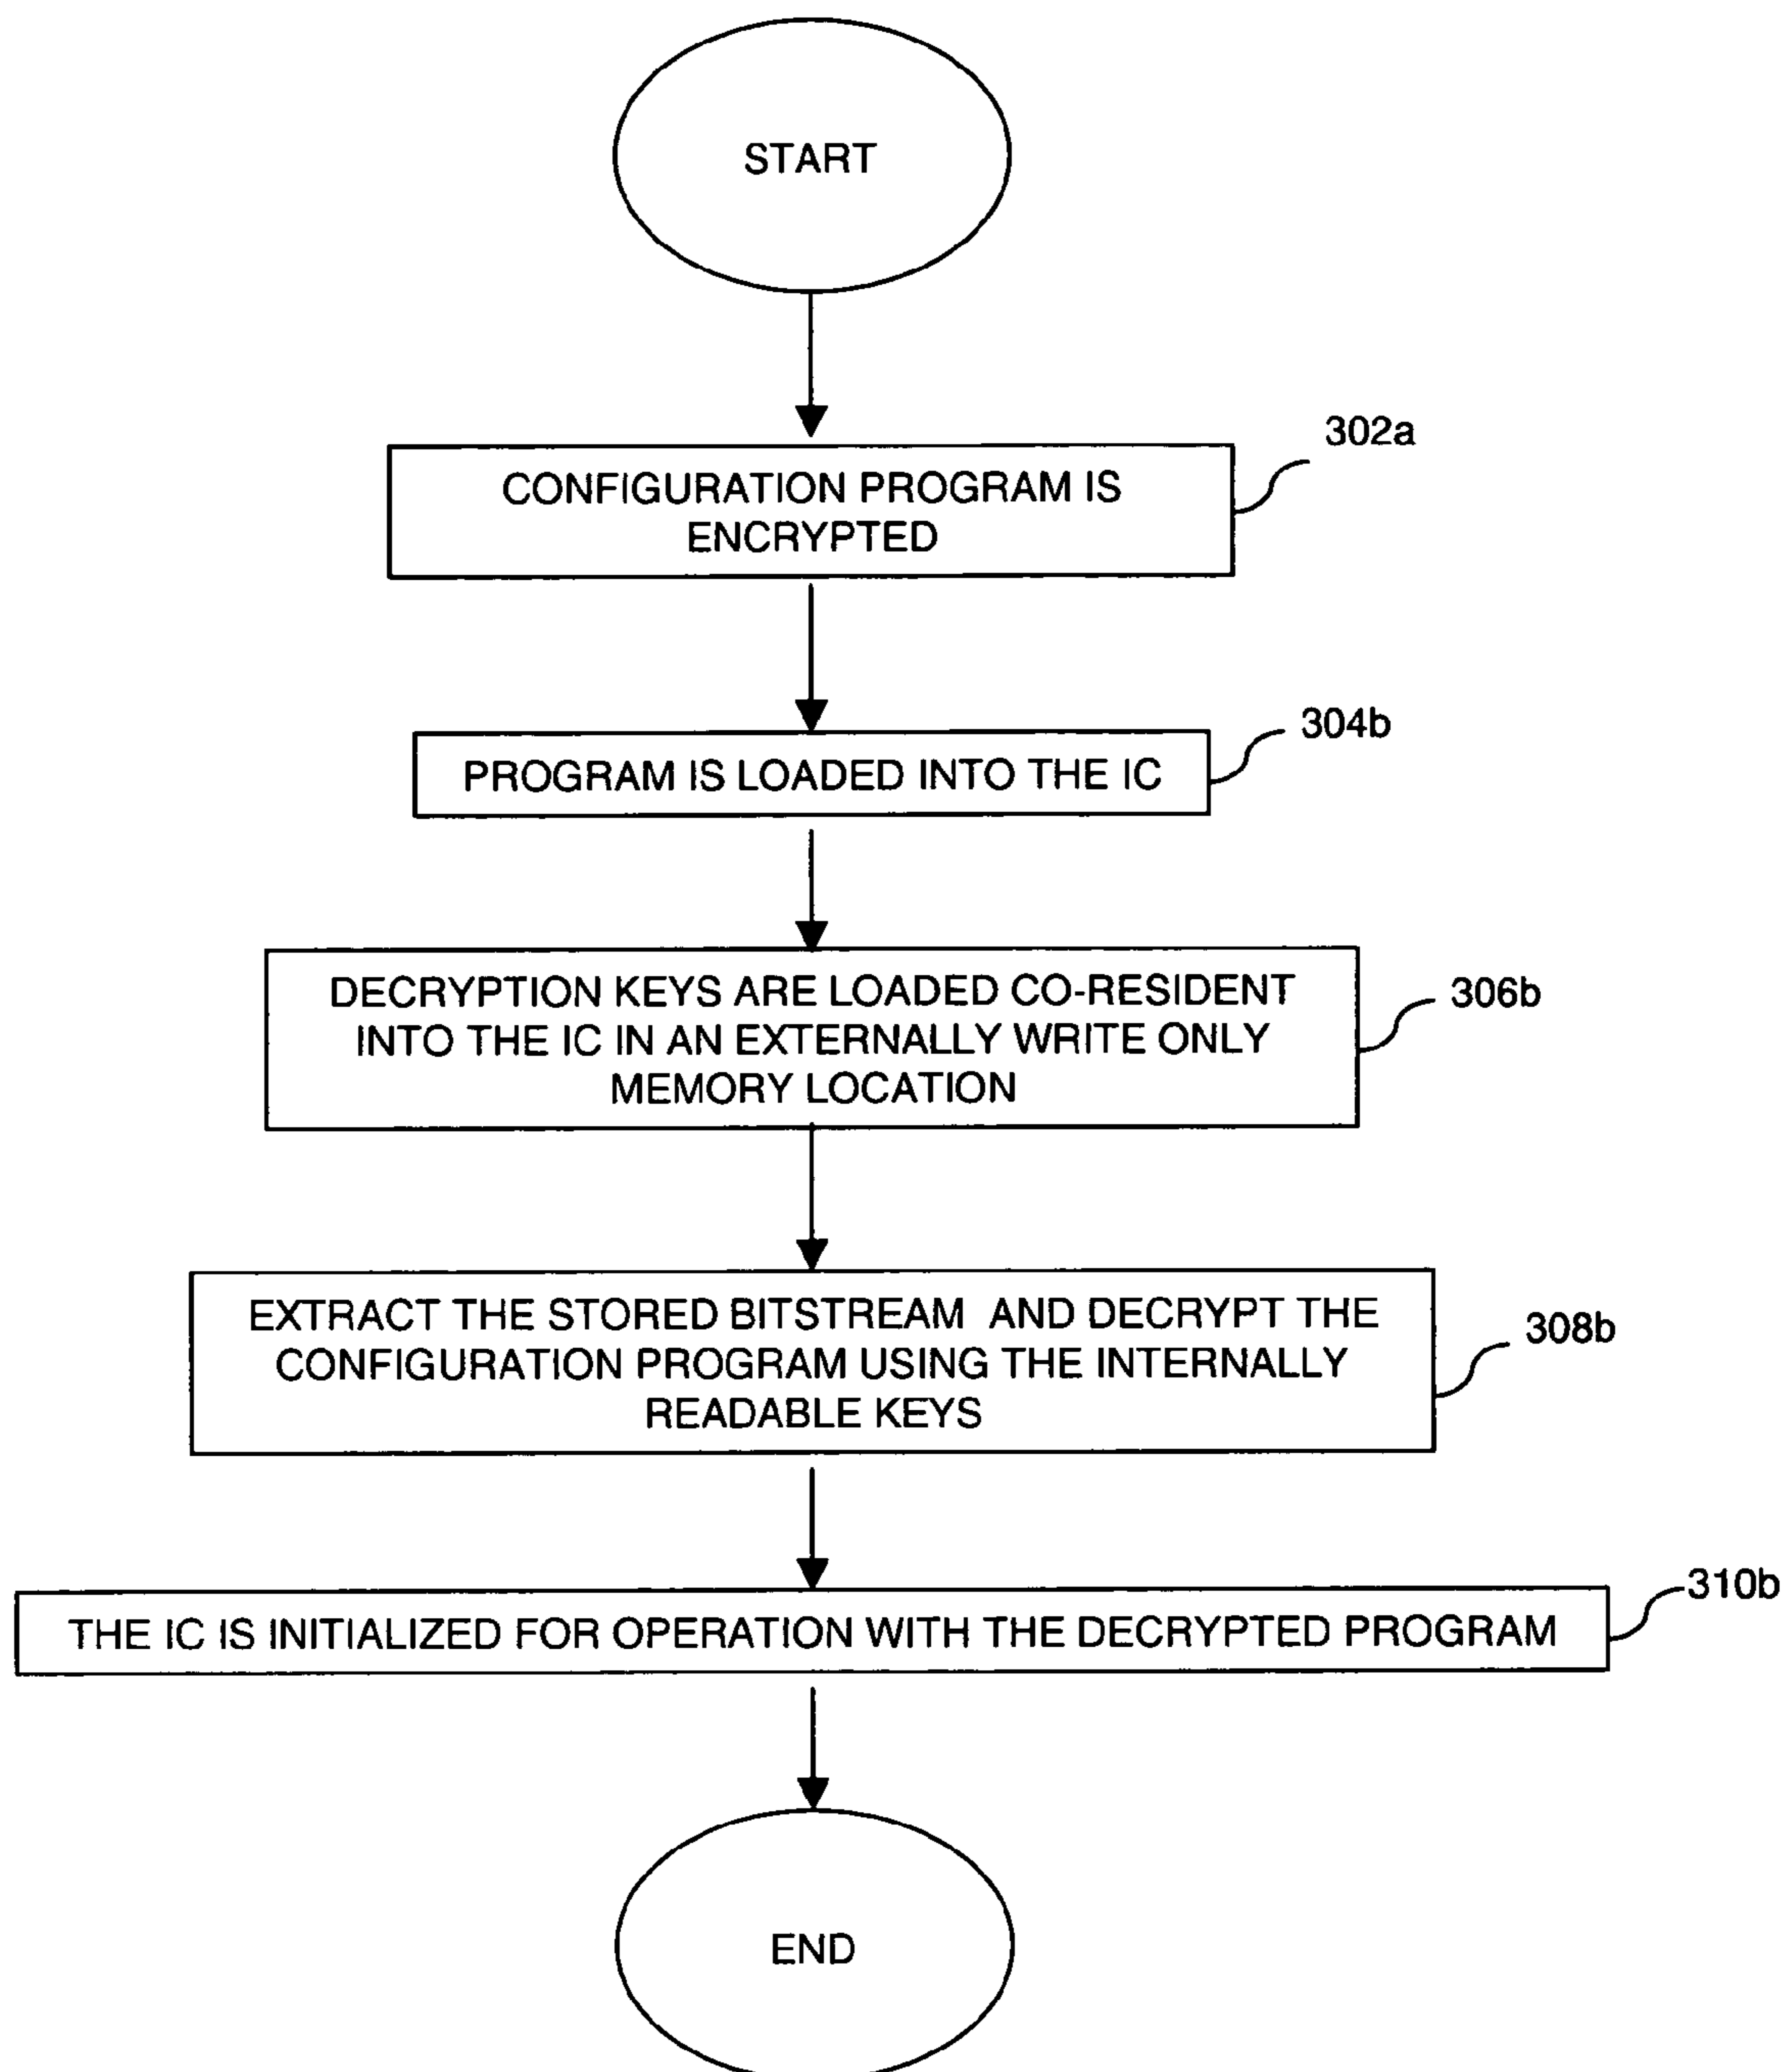 START
302a
CONFIGURATION PROGRAM IS
ENCRYPTED
304b
PROGRAM IS LOADED INTO THE IC
DECRYPTION KEYS ARE LOADED CO-RESIDENT
INTO THE IC IN AN EXTERNALLY WRITE ONLY
MEMORY LOCATION
306b
EXTRACT THE STORED BITSTREAM AND DECRYPT THE
CONFIGURATION PROGRAM USING THE INTERNALLY
READABLE KEYS
308b
310b
THE IC IS INITIALIZED FOR OPERATION WITH THE DECRYPTED PROGRAM
END